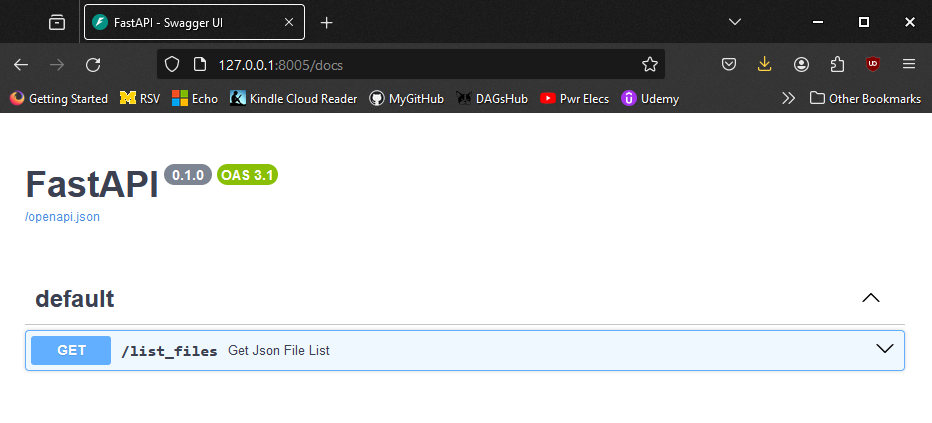 FastAPI - Swagger UI
127.0.0.1:8005/docs
Getting Started RSV Echo Kindle Cloud Reader MyGitHub DAGsHub Pwr Elecs Udemy Other Bookmarks
FastAPI 0.1.0 OAS 3.1
/openapi.json
default
GET /list_files Get Json File List